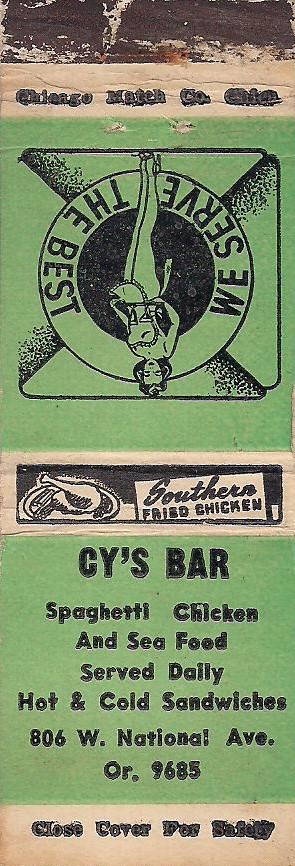 Chicago Match Co. Chica
WE SERVE THE BEST
Southern
FRIED CHICKEN
CY'S BAR
Spaghetti Chicken
And Sea Food
Served Daily
Hot & Cold Sandwiches
806 W. National Ave.
Or. 9685
Close Cover For Safety